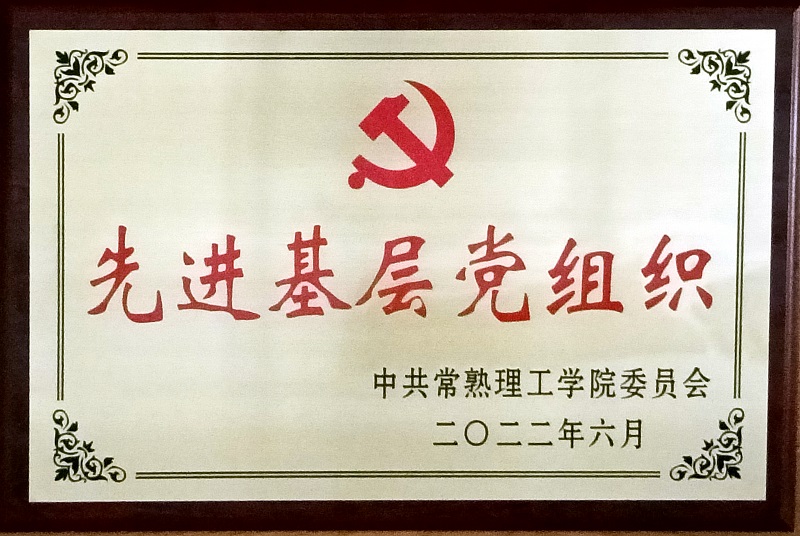 先进基层党组织
中共常熟理工学院委员会
二〇二二年六月